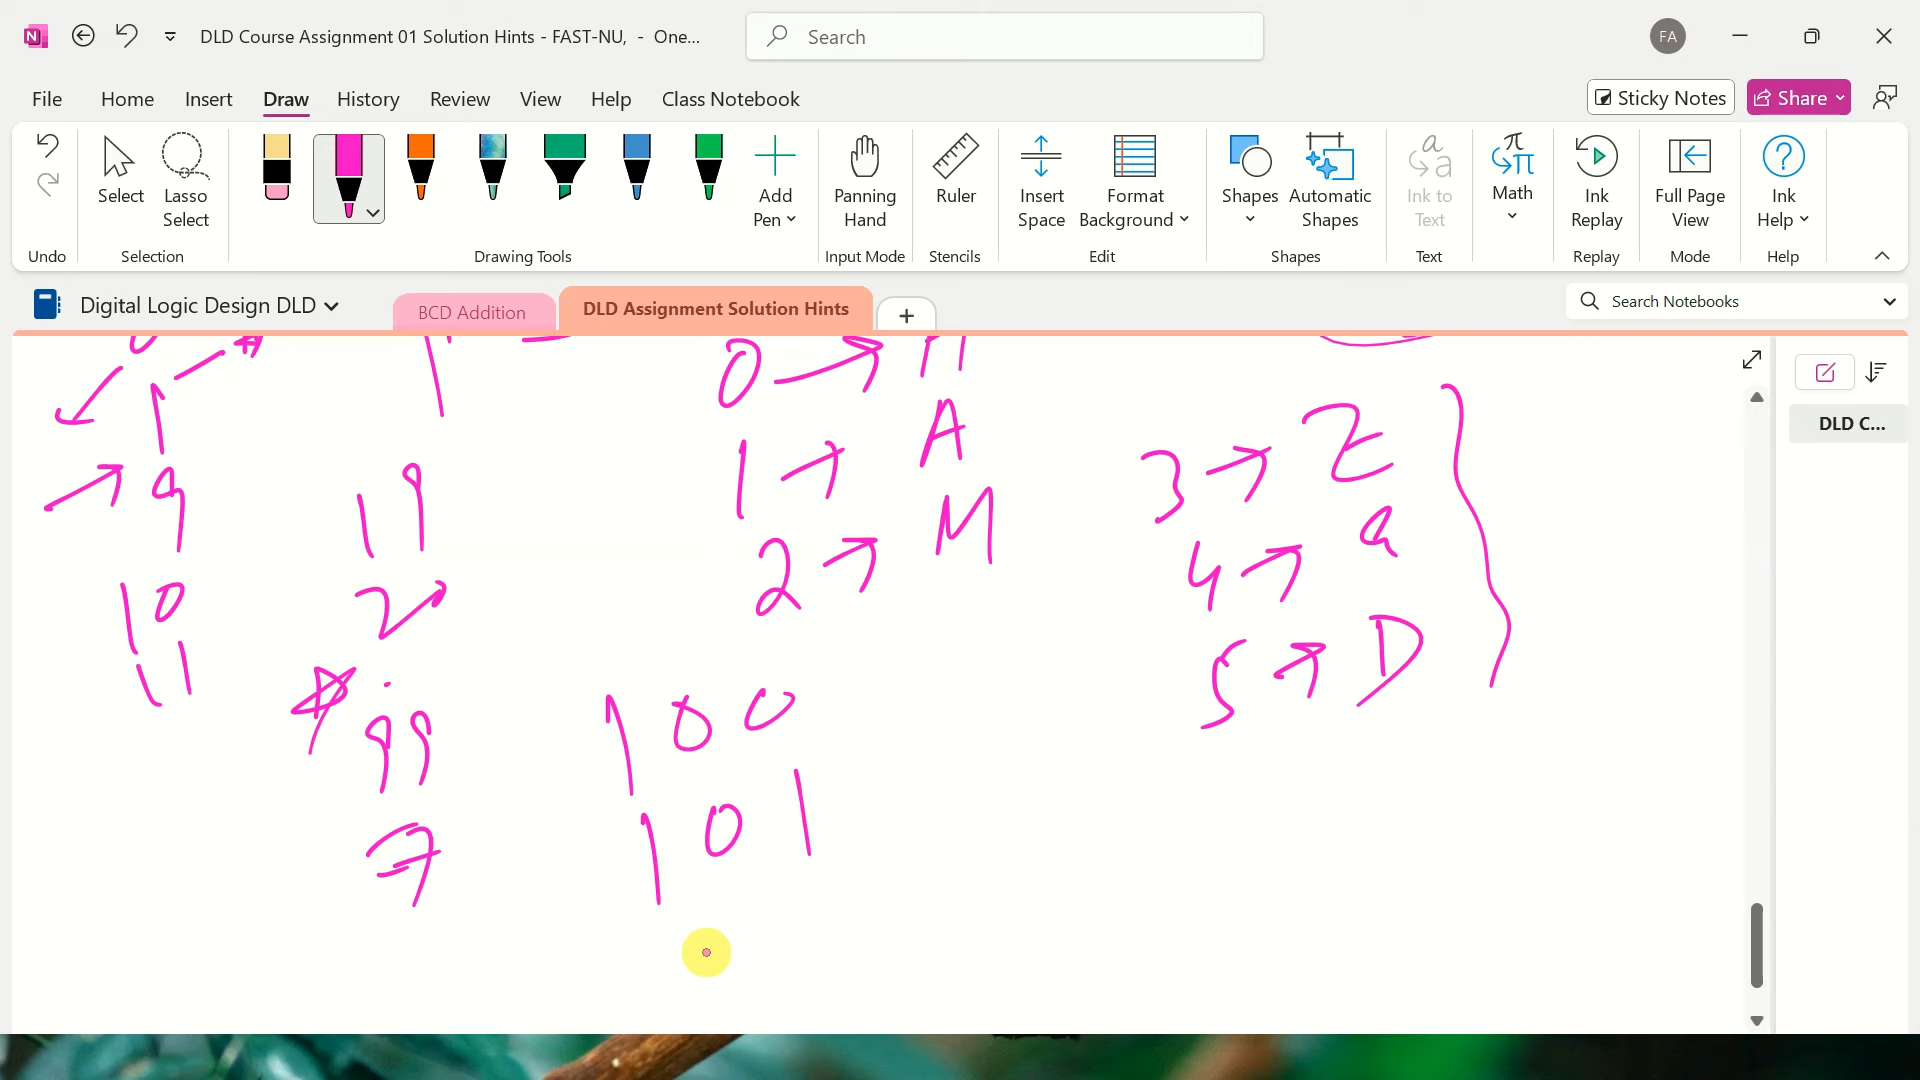 DLD Course Assignment 01 Solution Hints - FAST-NU, - One...
Search
FA
File Home Insert Draw History Review View Help Class Notebook
Sticky Notes
Share
Select
Lasso Select
Add Pen
Panning Hand
Ruler
Insert Space
Format Background
Shapes
Automatic Shapes
Ink to Text
Math
Ink Replay
Full Page View
Ink Help
Undo Selection Drawing Tools Input Mode Stencils Edit Shapes Text Replay Mode Help
Digital Logic Design DLD
BCD Addition
DLD Assignment Solution Hints
+
Search Notebooks
DLD C...
9
10
11
19
20
99
100
101
0 →
1 → A
2 → M
3 → Z
4 → a
5 → D